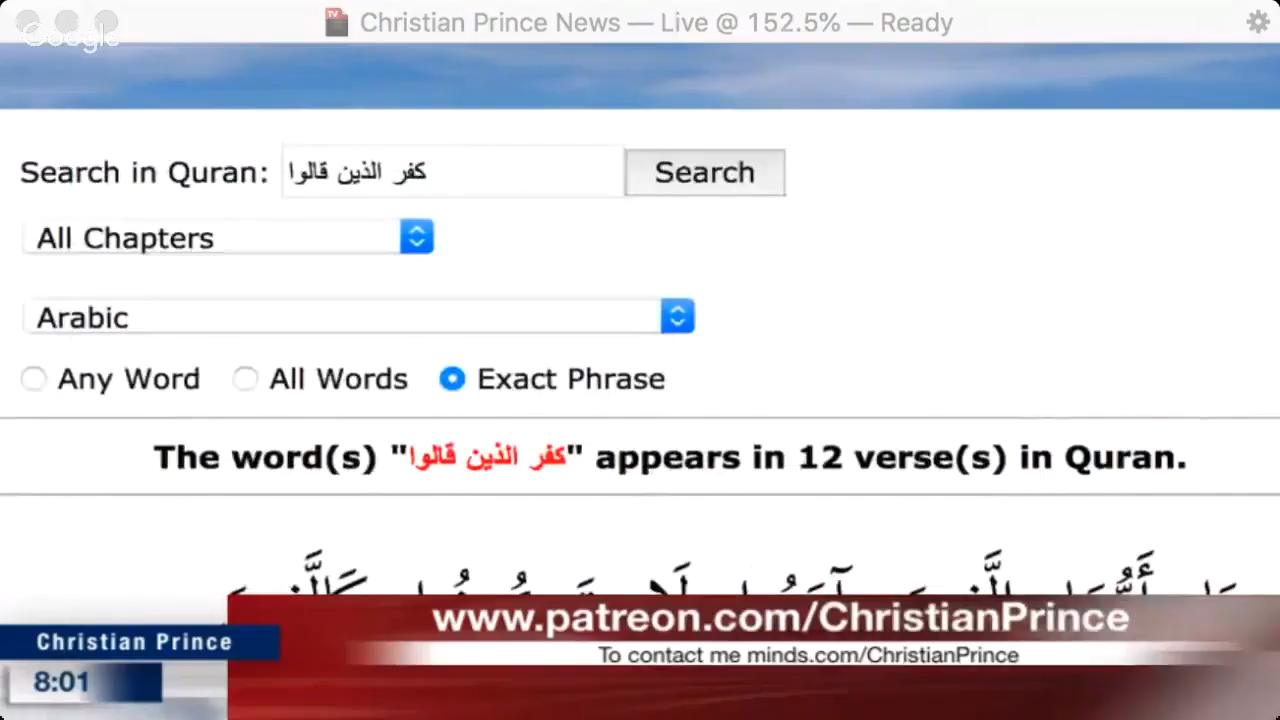 Christian Prince News — Live @ 152.5% — Ready
Google
Search in Quran: كفر الذين قالوا Search
All Chapters
Arabic
Any Word All Words Exact Phrase
The word(s) "كفر الذين قالوا" appears in 12 verse(s) in Quran.
www.patreon.com/ChristianPrince
Christian Prince
To contact me minds.com/ChristianPrince
8:01